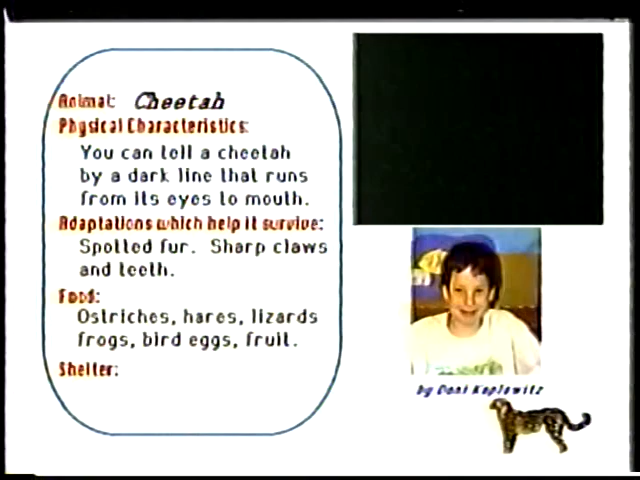 Animal: Cheetah
Physical Characteristics:
You can tell a cheetah
by a dark line that runs
from its eyes to mouth.
Adaptations which help it survive:
Spotted fur. Sharp claws
and teeth.
Food:
Ostriches, hares, lizards
frogs, bird eggs, fruit.
Shelter:
by Dani Kaplowitz